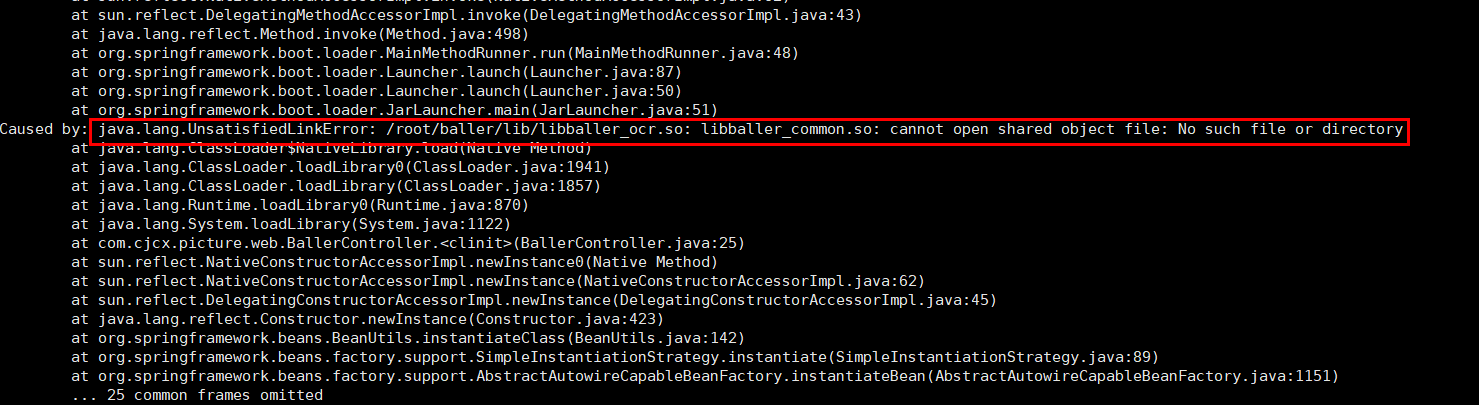 at sun.reflect.DelegatingMethodAccessorImpl.invoke(DelegatingMethodAccessorImpl.java:43)
at java.lang.reflect.Method.invoke(Method.java:498)
at org.springframework.boot.loader.MainMethodRunner.run(MainMethodRunner.java:48)
at org.springframework.boot.loader.Launcher.launch(Launcher.java:87)
at org.springframework.boot.loader.Launcher.launch(Launcher.java:50)
at org.springframework.boot.loader.JarLauncher.main(JarLauncher.java:51)
Caused by: java.lang.UnsatisfiedLinkError: /root/baller/lib/libballer_ocr.so: libballer_common.so: cannot open shared object file: No such file or directory
at java.lang.ClassLoader$NativeLibrary.load(Native Method)
at java.lang.ClassLoader.loadLibrary0(ClassLoader.java:1941)
at java.lang.ClassLoader.loadLibrary(ClassLoader.java:1857)
at java.lang.Runtime.loadLibrary0(Runtime.java:870)
at java.lang.System.loadLibrary(System.java:1122)
at com.cjcx.picture.web.BallerController.<clinit>(BallerController.java:25)
at sun.reflect.NativeConstructorAccessorImpl.newInstance0(Native Method)
at sun.reflect.NativeConstructorAccessorImpl.newInstance(NativeConstructorAccessorImpl.java:62)
at sun.reflect.DelegatingConstructorAccessorImpl.newInstance(DelegatingConstructorAccessorImpl.java:45)
at java.lang.reflect.Constructor.newInstance(Constructor.java:423)
at org.springframework.beans.BeanUtils.instantiateClass(BeanUtils.java:142)
at org.springframework.beans.factory.support.SimpleInstantiationStrategy.instantiate(SimpleInstantiationStrategy.java:89)
at org.springframework.beans.factory.support.AbstractAutowireCapableBeanFactory.instantiateBean(AbstractAutowireCapableBeanFactory.java:1151)
... 25 common frames omitted